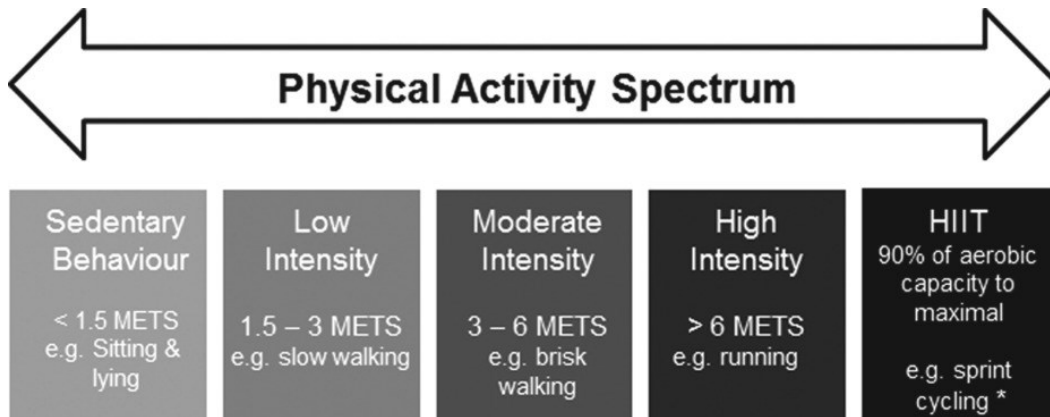 Physical Activity Spectrum
Sedentary
Behaviour
< 1.5 METS
e.g. Sitting &
lying
Low
Intensity
1.5 – 3 METS
e.g. slow walking
Moderate
Intensity
3 – 6 METS
e.g. brisk
walking
High
Intensity
> 6 METS
e.g. running
HIIT
90% of aerobic
capacity to
maximal
e.g. sprint
cycling *